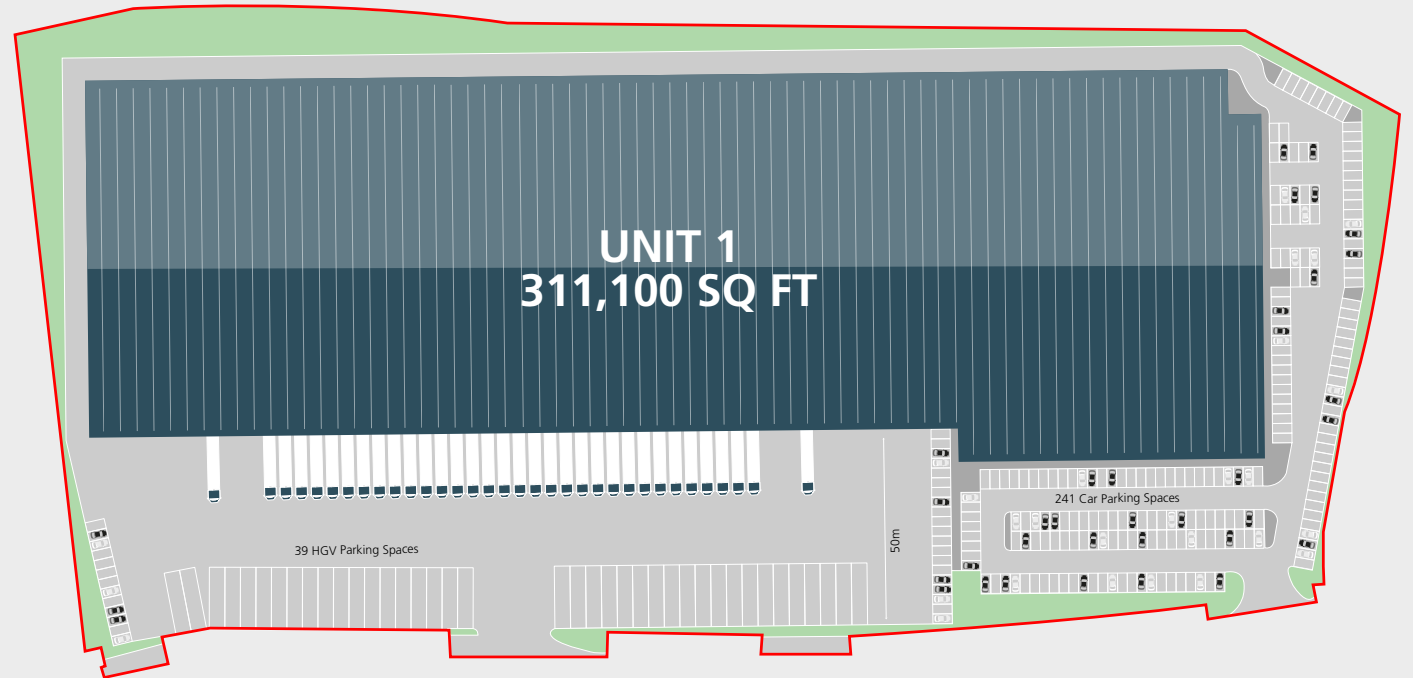 UNIT 1
311,100 SQ FT
241 Car Parking Spaces
39 HGV Parking Spaces
50m